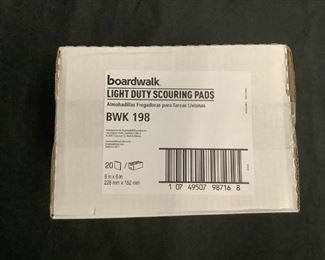 boardwalk
LIGHT DUTY SCOURING PADS
Almohadillas Fregadoras para Tareas Livianas
BWK 198
20
9 in x 6 in
228 mm x 152 mm
1 07 49507 98716 8